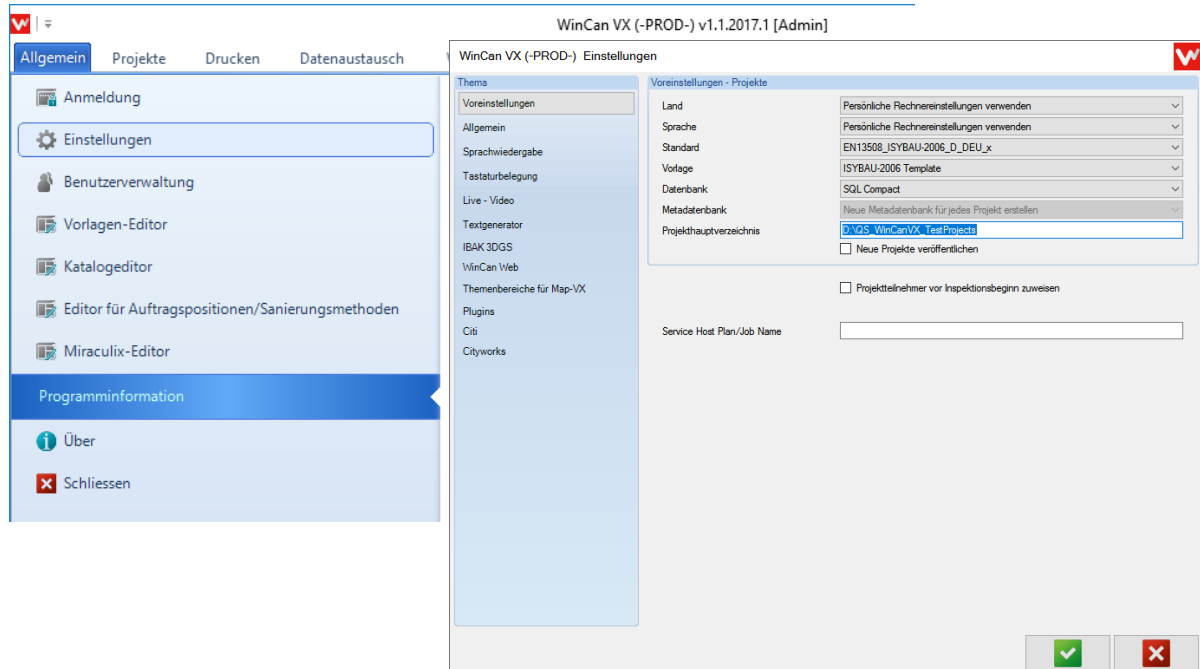 WinCan VX (-PROD-) v1.1.2017.1 [Admin]
Allgemein Projekte Drucken Datenaustausch
Anmeldung
Einstellungen
Benutzerverwaltung
Vorlagen-Editor
Katalogeditor
Editor für Auftragspositionen/Sanierungsmethoden
Miraculix-Editor
Programminformation
Über
Schliessen
WinCan VX (-PROD-) Einstellungen
Thema
Voreinstellungen
Allgemein
Sprachwiedergabe
Tastaturbelegung
Live - Video
Textgenerator
IBAK 3DGS
WinCan Web
Themenbereiche für Map-VX
Plugins
Citi
Cityworks
Voreinstellungen - Projekte
Land Persönliche Rechnereinstellungen verwenden
Sprache Persönliche Rechnereinstellungen verwenden
Standard EN13508_ISYBAU-2006_D_DEU_x
Vorlage ISYBAU-2006 Template
Datenbank SQL Compact
Metadatenbank Neue Metadatenbank für jedes Projekt erstellen
Projekthauptverzeichnis D:\QS_WinCanVX_TestProjects
Neue Projekte veröffentlichen
Projektteilnehmer vor Inspektionsbeginn zuweisen
Service Host Plan/Job Name